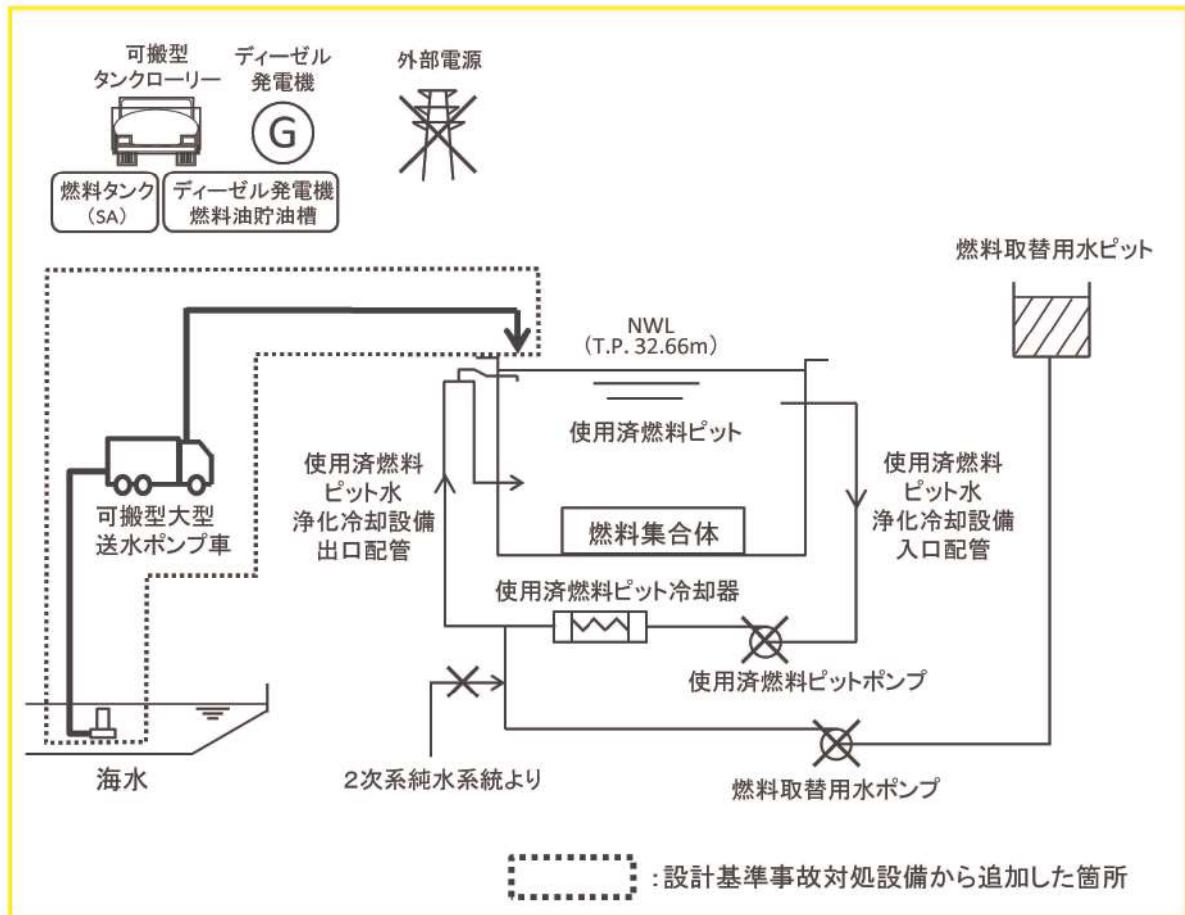 可搬型
タンクローリー
ディーゼル
発電機
外部電源
G
燃料タンク
(SA)
ディーゼル発電機
燃料油貯油槽
燃料取替用水ピット
NWL
(T.P. 32.66m)
使用済燃料ピット
使用済燃料
ピット水
浄化冷却設備
出口配管
使用済燃料
ピット水
浄化冷却設備
入口配管
可搬型大型
送水ポンプ車
燃料集合体
使用済燃料ピット冷却器
使用済燃料ピットポンプ
海水
2次系純水系統より
燃料取替用水ポンプ
:設計基準事故対処設備から追加した箇所